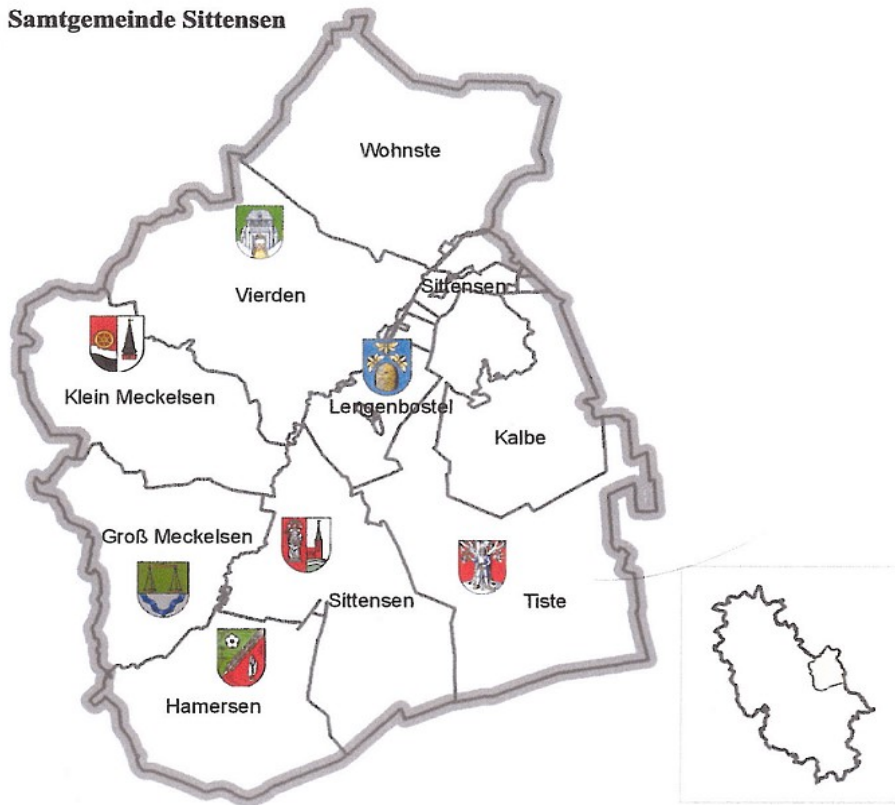 Samtgemeinde Sittensen
Wohnste
Sittensen
Vierden
Klein Meckelsen
Lengenbostel
Kalbe
Groß Meckelsen
Sittensen
Tiste
Hamersen